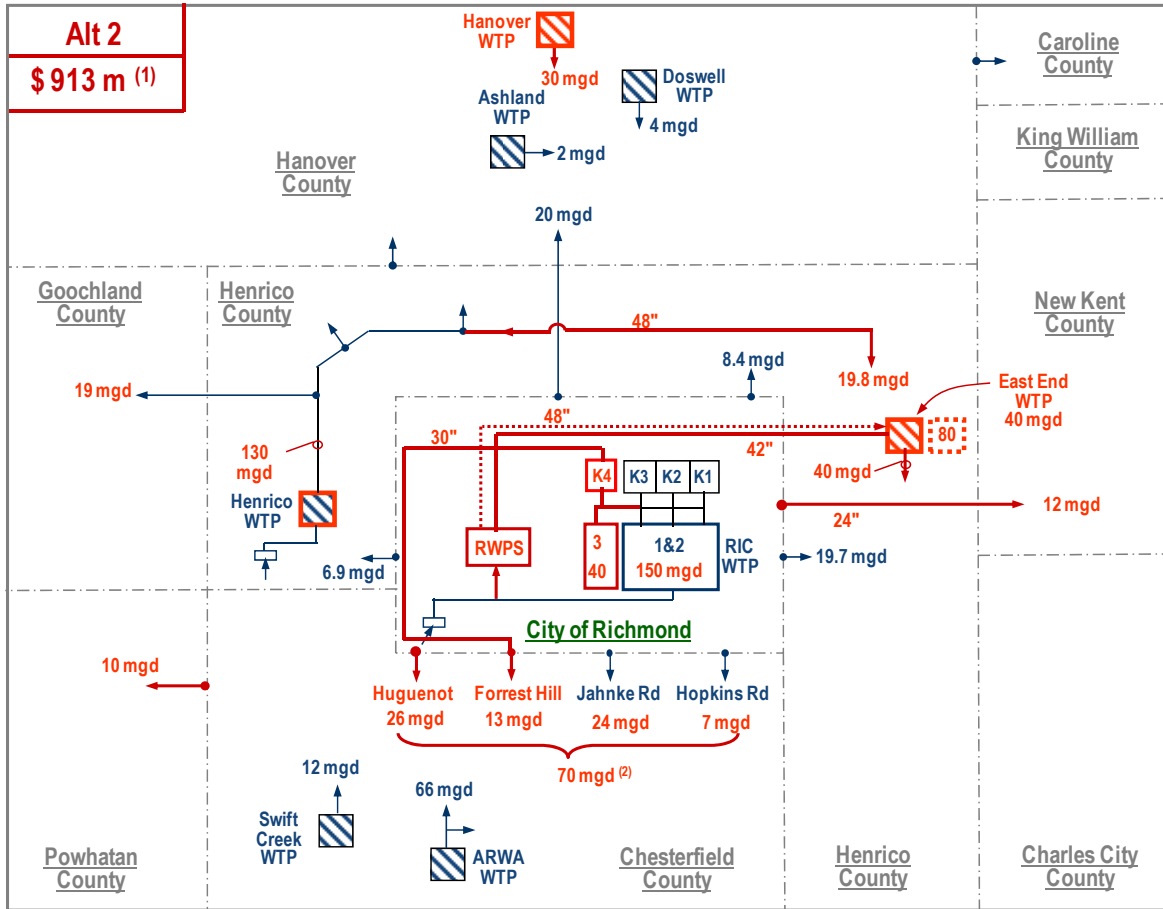 Alt 2
$ 913 m (1)
Hanover
WTP
30 mgd
Doswell
WTP
4 mgd
Ashland
WTP
2 mgd
Caroline
County
King William
County
Hanover
County
20 mgd
Goochland
County
Henrico
County
New Kent
County
48"
19 mgd
8.4 mgd
19.8 mgd
East End
WTP
40 mgd
80
48"
30"
42"
130
mgd
40 mgd
K4
K3
K2
K1
Henrico
WTP
24"
12 mgd
RWPS
3
40
1&2
150 mgd
RIC
WTP
6.9 mgd
19.7 mgd
City of Richmond
10 mgd
Huguenot
26 mgd
Forrest Hill
13 mgd
Jahnke Rd
24 mgd
Hopkins Rd
7 mgd
70 mgd (2)
12 mgd
66 mgd
Swift
Creek
WTP
ARWA
WTP
Powhatan
County
Chesterfield
County
Henrico
County
Charles City
County